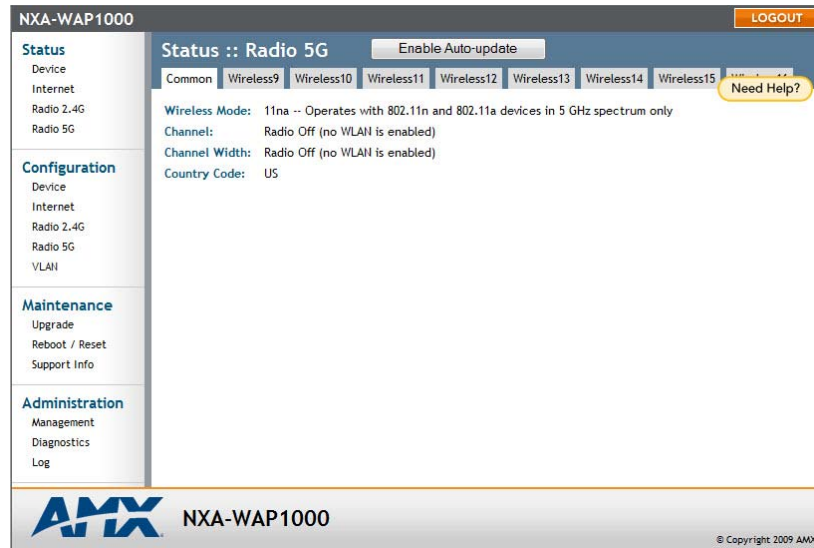 NXA-WAP1000
LOGOUT
Status
Device
Internet
Radio 2.4G
Radio 5G
Configuration
Device
Internet
Radio 2.4G
Radio 5G
VLAN
Maintenance
Upgrade
Reboot / Reset
Support Info
Administration
Management
Diagnostics
Log
Status :: Radio 5G
Enable Auto-update
Common Wireless9 Wireless10 Wireless11 Wireless12 Wireless13 Wireless14 Wireless15
Need Help?
Wireless Mode: 11na -- Operates with 802.11n and 802.11a devices in 5 GHz spectrum only
Channel: Radio Off (no WLAN is enabled)
Channel Width: Radio Off (no WLAN is enabled)
Country Code: US
AMX NXA-WAP1000
© Copyright 2009 AMX